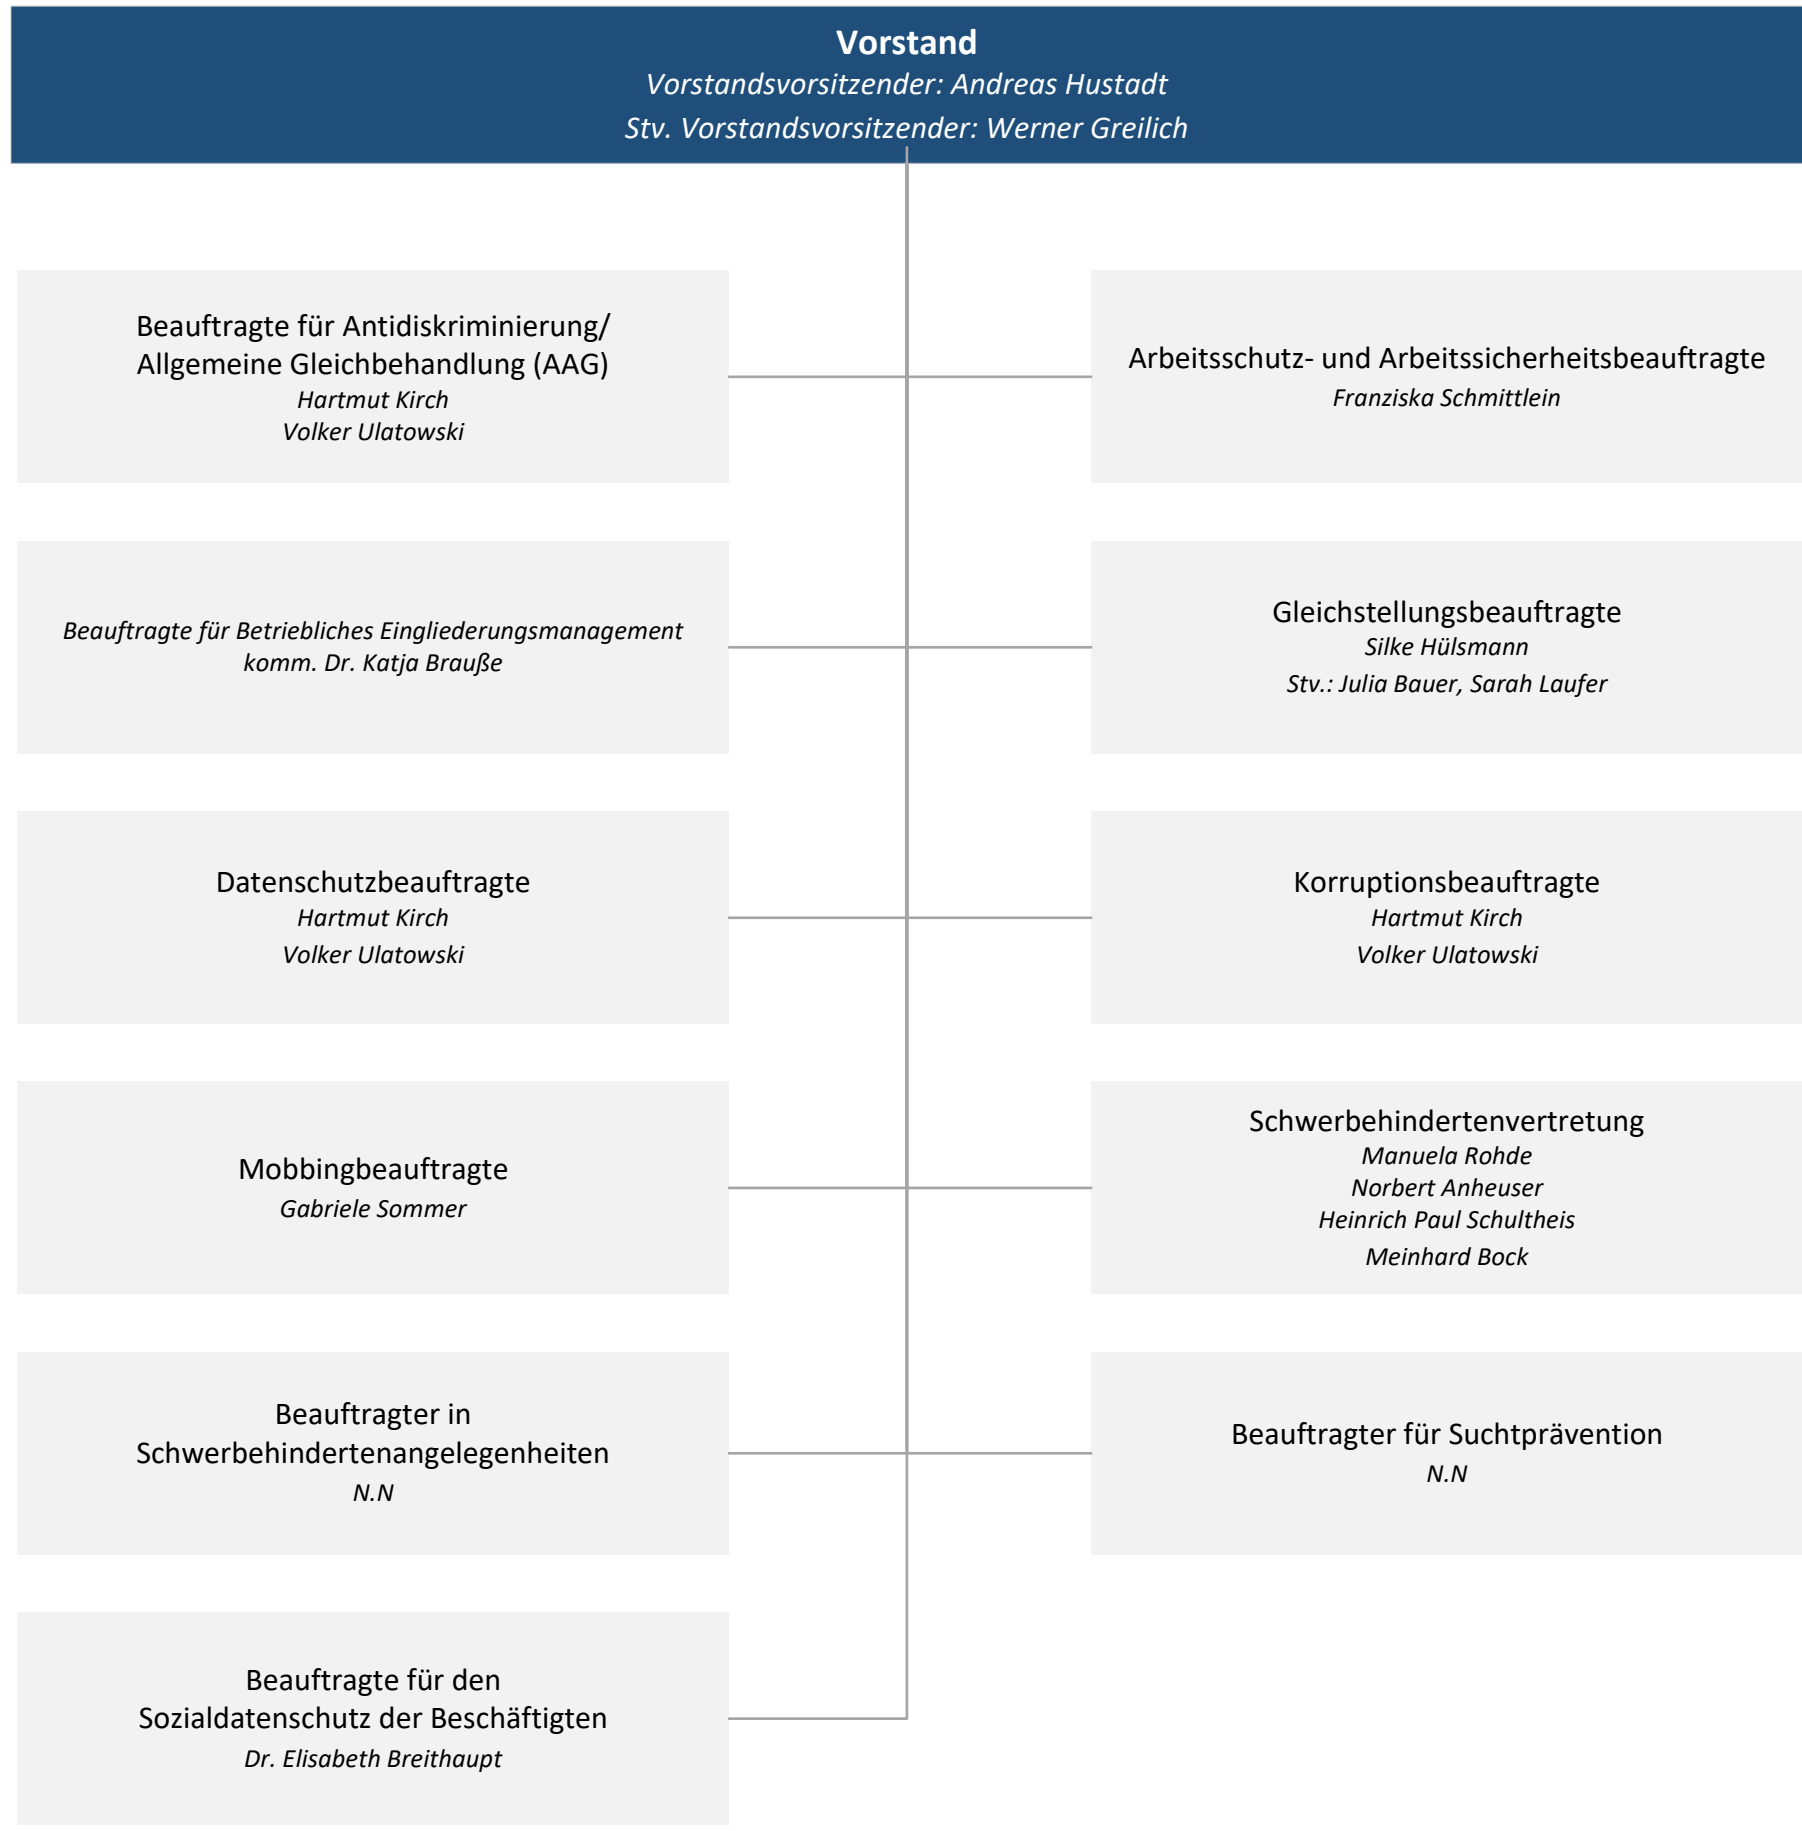 Vorstand
Vorstandsvorsitzender: Andreas Hustadt
Stv. Vorstandsvorsitzender: Werner Greilich
Beauftragte für Antidiskriminierung/
Allgemeine Gleichbehandlung (AAG)
Hartmut Kirch
Volker Ulatowski
Arbeitsschutz- und Arbeitssicherheitsbeauftragte
Franziska Schmittlein
Beauftragte für Betriebliches Eingliederungsmanagement
komm. Dr. Katja Brauße
Gleichstellungsbeauftragte
Silke Hülsmann
Stv.: Julia Bauer, Sarah Laufer
Datenschutzbeauftragte
Hartmut Kirch
Volker Ulatowski
Korruptionsbeauftragte
Hartmut Kirch
Volker Ulatowski
Mobbingbeauftragte
Gabriele Sommer
Schwerbehindertenvertretung
Manuela Rohde
Norbert Anheuser
Heinrich Paul Schultheis
Meinhard Bock
Beauftragter in
Schwerbehindertenangelegenheiten
N.N
Beauftragter für Suchtprävention
N.N
Beauftragte für den
Sozialdatenschutz der Beschäftigten
Dr. Elisabeth Breithaupt